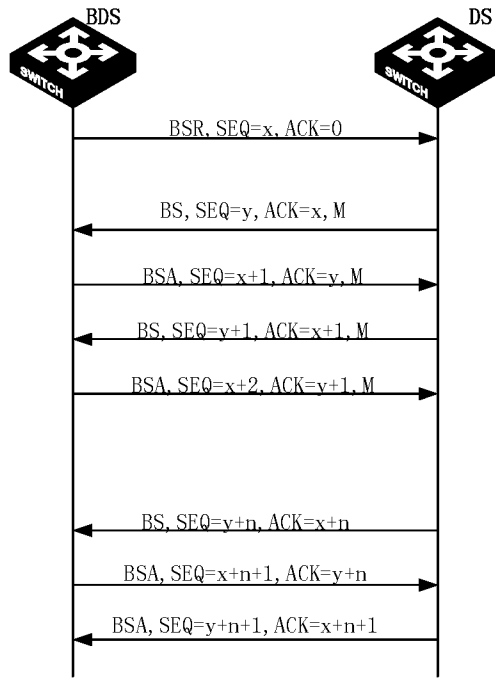 BDS
DS
SWITCH
SWITCH
BSR, SEQ=x, ACK=0
BS, SEQ=y, ACK=x, M
BSA, SEQ=x+1, ACK=y, M
BS, SEQ=y+1, ACK=x+1, M
BSA, SEQ=x+2, ACK=y+1, M
BS, SEQ=y+n, ACK=x+n
BSA, SEQ=x+n+1, ACK=y+n
BSA, SEQ=y+n+1, ACK=x+n+1